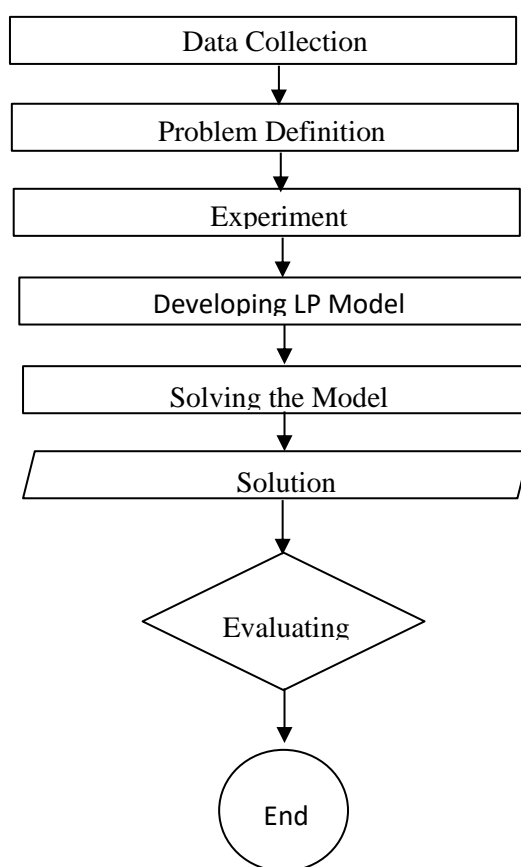 Data Collection
Problem Definition
Experiment
Developing LP Model
Solving the Model
Solution
Evaluating
End